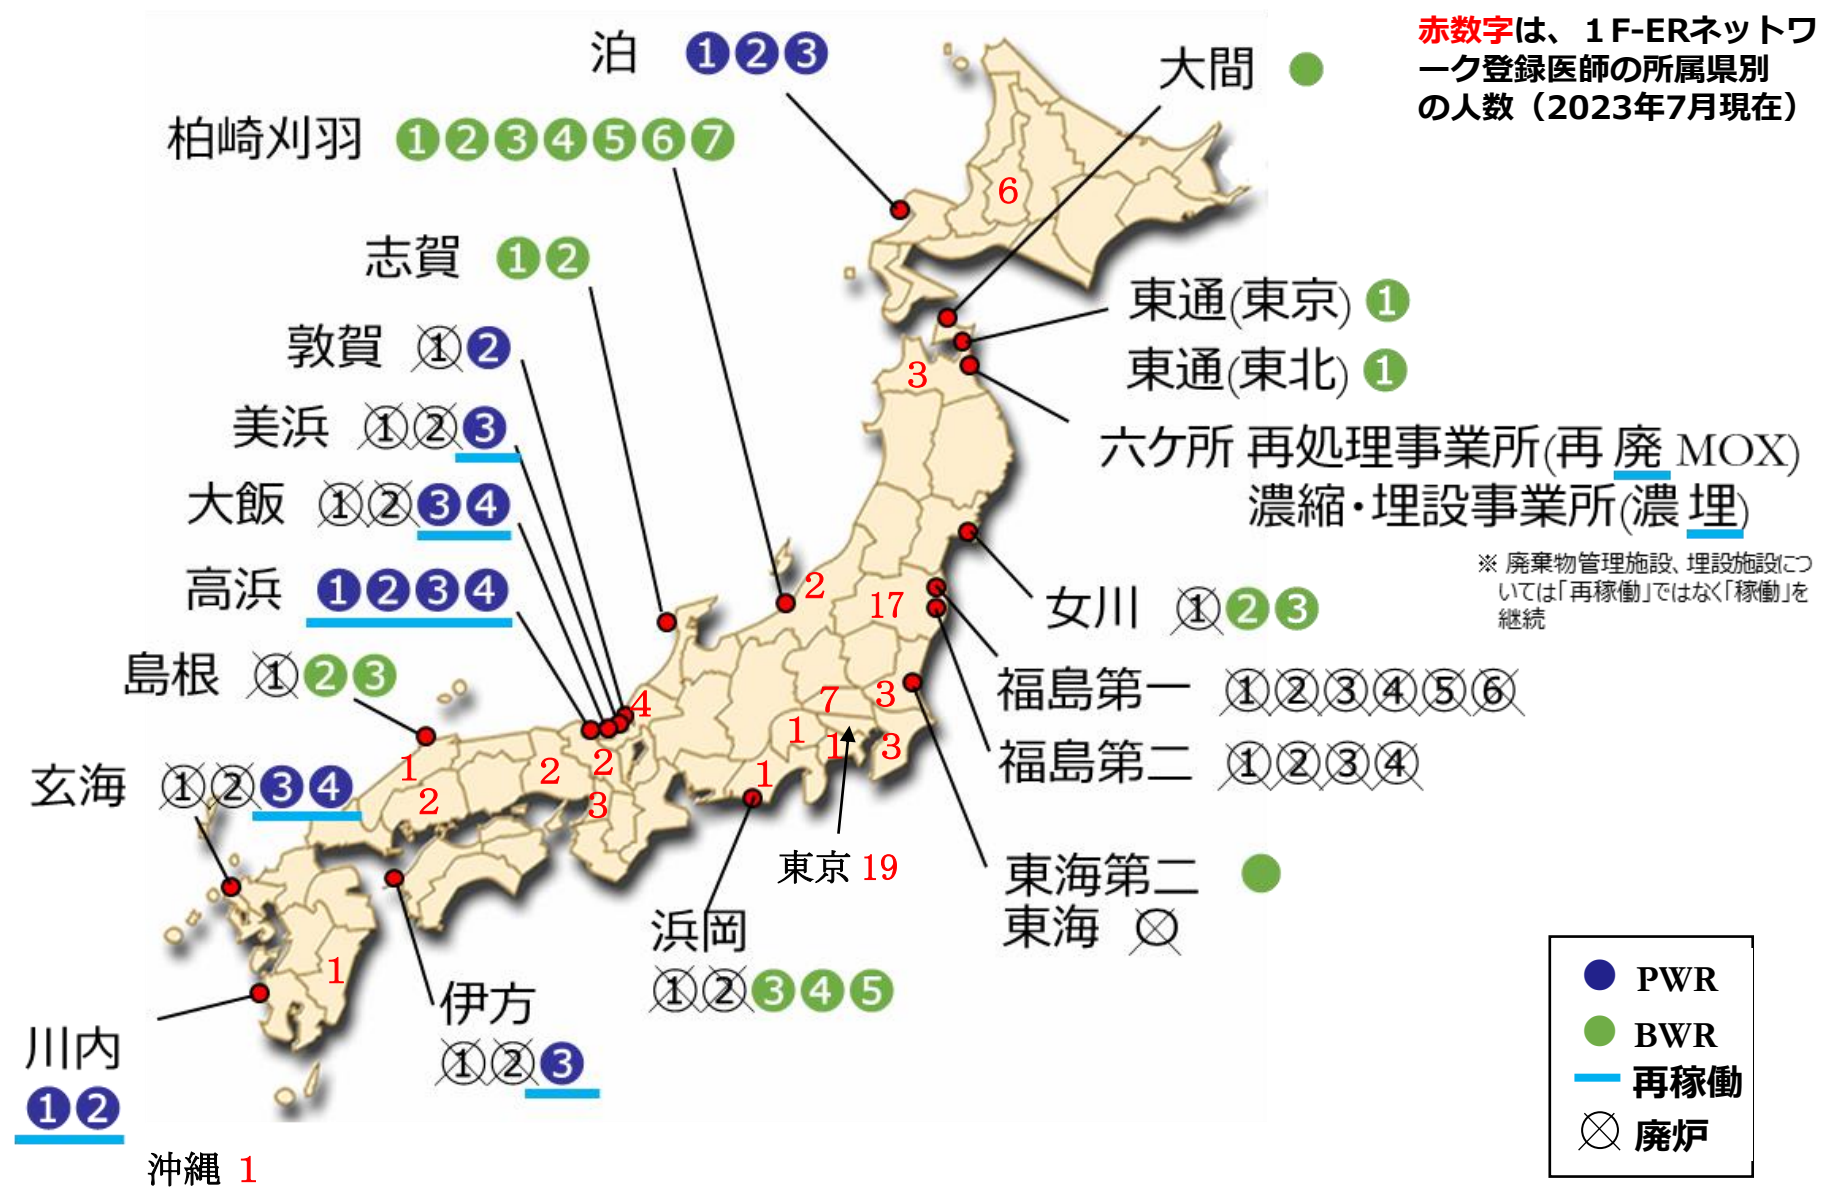 赤数字は、１F-ERネットワ
ーク登録医師の所属県別
の人数（2023年7月現在）
泊 ❶❷❸
大間
柏崎刈羽 ❶❷❸❹❺❻❼
6
志賀 ❶❷
東通(東京) ❶
敦賀 ①❷
東通(東北) ❶
3
美浜 ①②❸
六ケ所 再処理事業所(再 廃 MOX)
大飯 ①②❸❹
濃縮・埋設事業所(濃 埋)
※ 廃棄物管理施設、埋設施設につ
いては「再稼働」ではなく「稼働」を
継続
高浜 ❶❷❸❹
2
17
女川 ①❷❸
島根 ①❷❸
福島第一 ①②③④⑤⑥
4
7
3
1
1
3
福島第二 ①②③④
1
2
2
1
玄海 ①②❸❹
2
3
東京 19
東海第二
東海
浜岡
①②❸❹❺
1
伊方
①②❸
川内
❶❷
沖縄 1
PWR
BWR
再稼働
廃炉